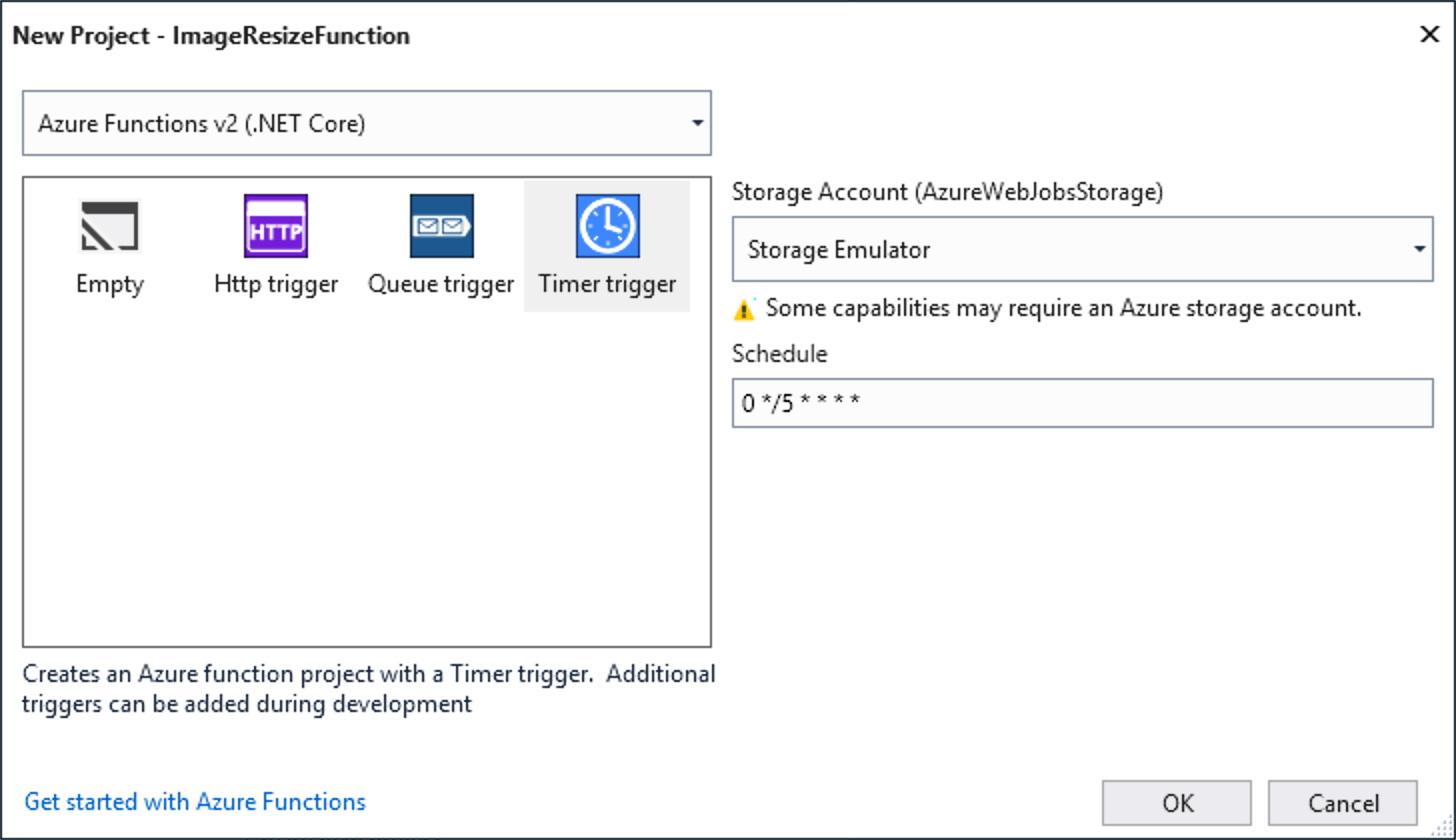 New Project - ImageResizeFunction
Azure Functions v2 (.NET Core)
HTTP
Empty
Http trigger
Queue trigger
Timer trigger
Storage Account (AzureWebJobsStorage)
Storage Emulator
Some capabilities may require an Azure storage account.
Schedule
0 */5 * * * *
Creates an Azure function project with a Timer trigger.  Additional
triggers can be added during development
Get started with Azure Functions
OK
Cancel